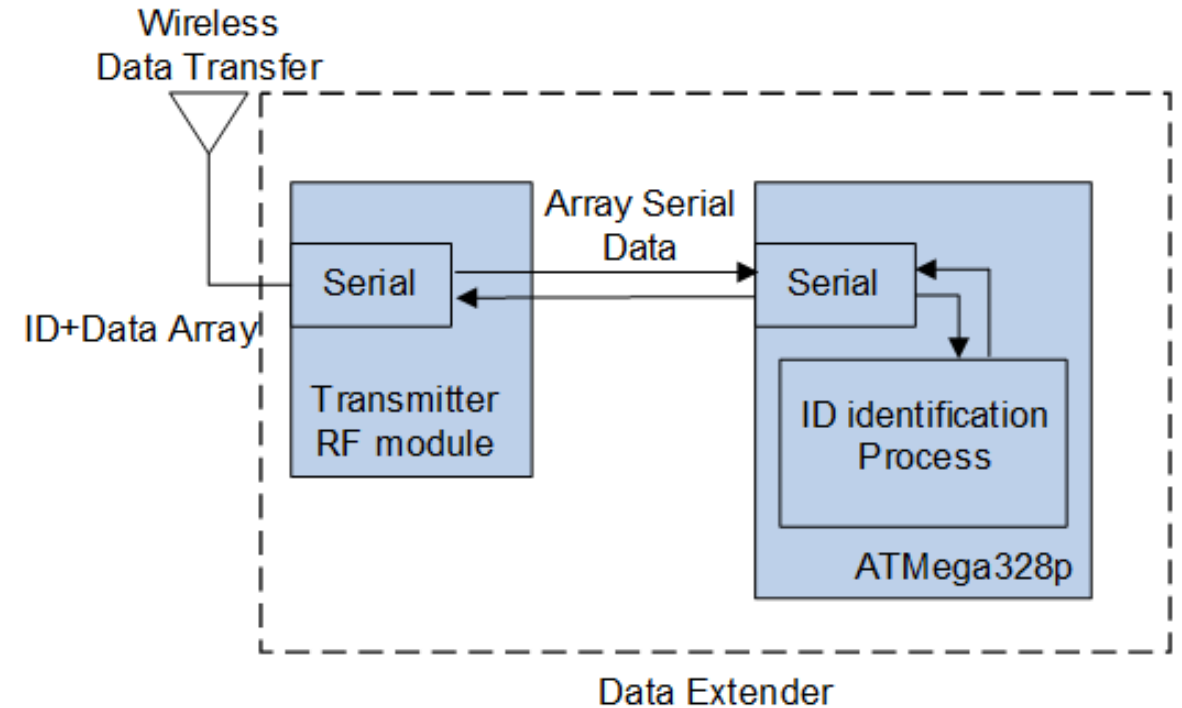 Wireless
Data Transfer
Array Serial
Data
Serial
Serial
ID+Data Array
Transmitter
RF module
ID identification
Process
ATMega328p
Data Extender